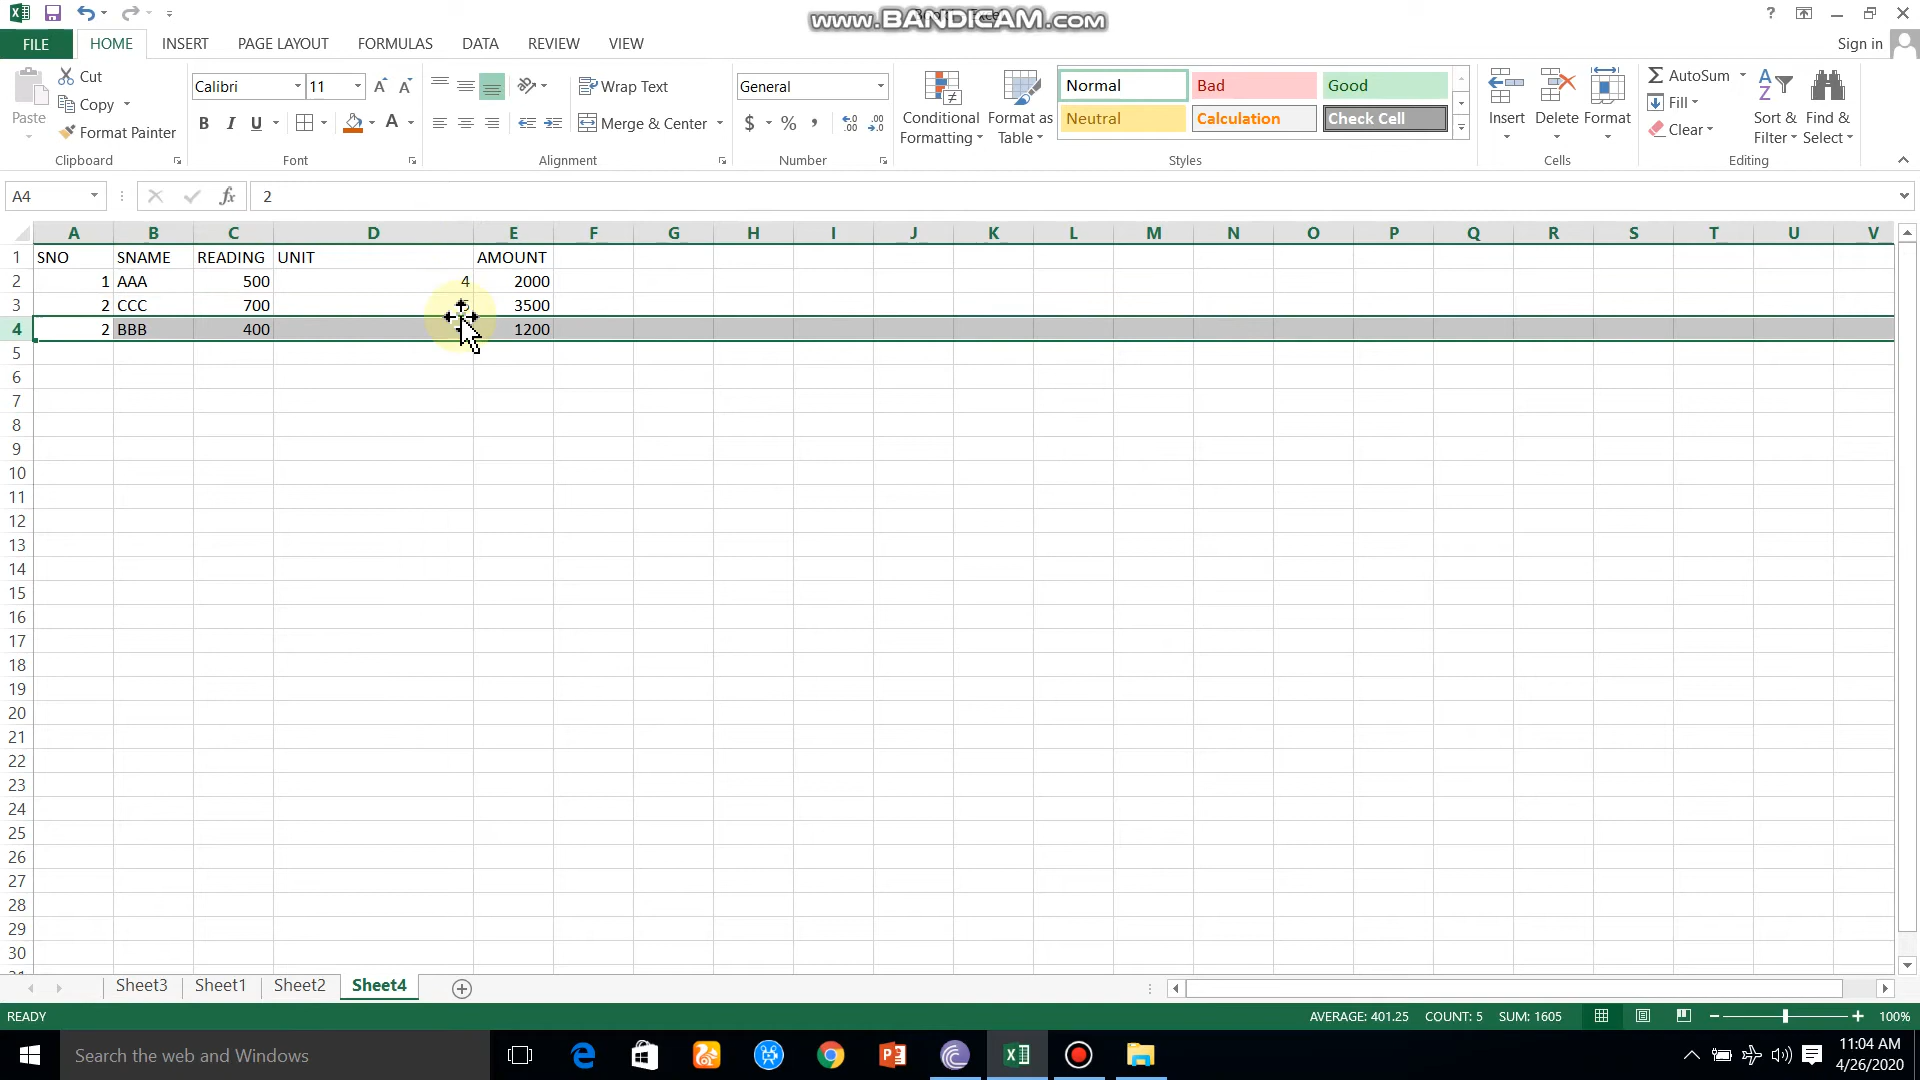 www.BANDICAM.com
FILE HOME INSERT PAGE LAYOUT FORMULAS DATA REVIEW VIEW Sign in
Cut
Copy
Format Painter
Paste
Clipboard
Calibri 11
B I U
Font
Wrap Text
Merge & Center
Alignment
General
$ % ,
Number
Conditional Formatting
Format as Table
Normal Bad Good
Neutral Calculation Check Cell
Styles
Insert Delete Format
Cells
AutoSum
Fill
Clear
Sort & Filter
Find & Select
Editing
A4 fx 2
A B C D E F G H I J K L M N O P Q R S T U V
1 SNO SNAME READING UNIT AMOUNT
2 1 AAA 500 4 2000
3 2 CCC 700 3500
4 2 BBB 400 1200
5
6
7
8
9
10
11
12
13
14
15
16
17
18
19
20
21
22
23
24
25
26
27
28
29
30
Sheet3 Sheet1 Sheet2 Sheet4
READY AVERAGE: 401.25 COUNT: 5 SUM: 1605 100%
Search the web and Windows
11:04 AM
4/26/2020